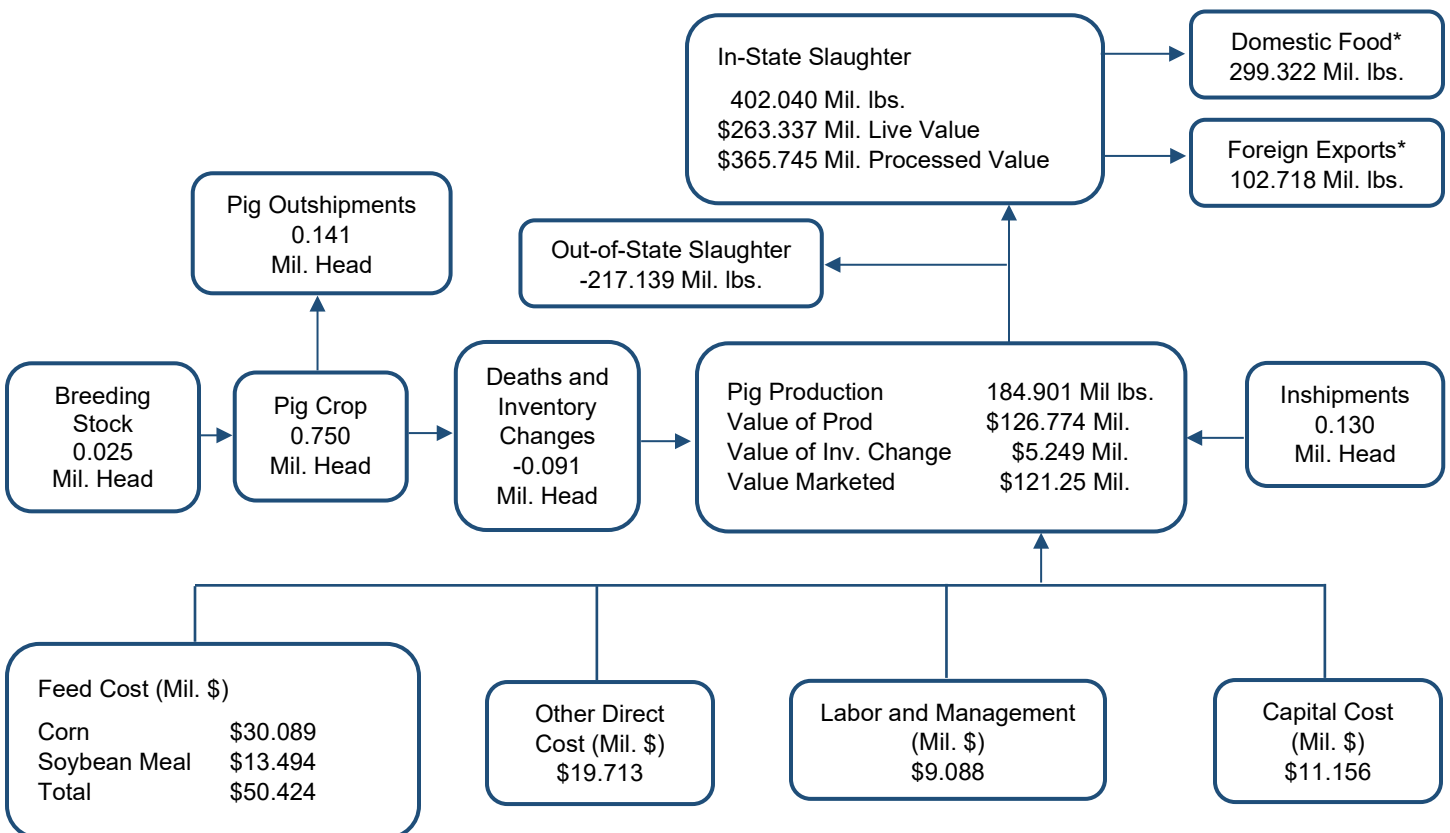 In-State Slaughter
402.040 Mil. lbs.
$263.337 Mil. Live Value
$365.745 Mil. Processed Value
Domestic Food*
299.322 Mil. lbs.
Foreign Exports*
102.718 Mil. lbs.
Pig Outshipments
0.141
Mil. Head
Out-of-State Slaughter
-217.139 Mil. lbs.
Breeding
Stock
0.025
Mil. Head
Pig Crop
0.750
Mil. Head
Deaths and
Inventory
Changes
-0.091
Mil. Head
Pig Production 184.901 Mil lbs.
Value of Prod $126.774 Mil.
Value of Inv. Change $5.249 Mil.
Value Marketed $121.25 Mil.
Inshipments
0.130
Mil. Head
Feed Cost (Mil. $)
Corn $30.089
Soybean Meal $13.494
Total $50.424
Other Direct
Cost (Mil. $)
$19.713
Labor and Management
(Mil. $)
$9.088
Capital Cost
(Mil. $)
$11.156